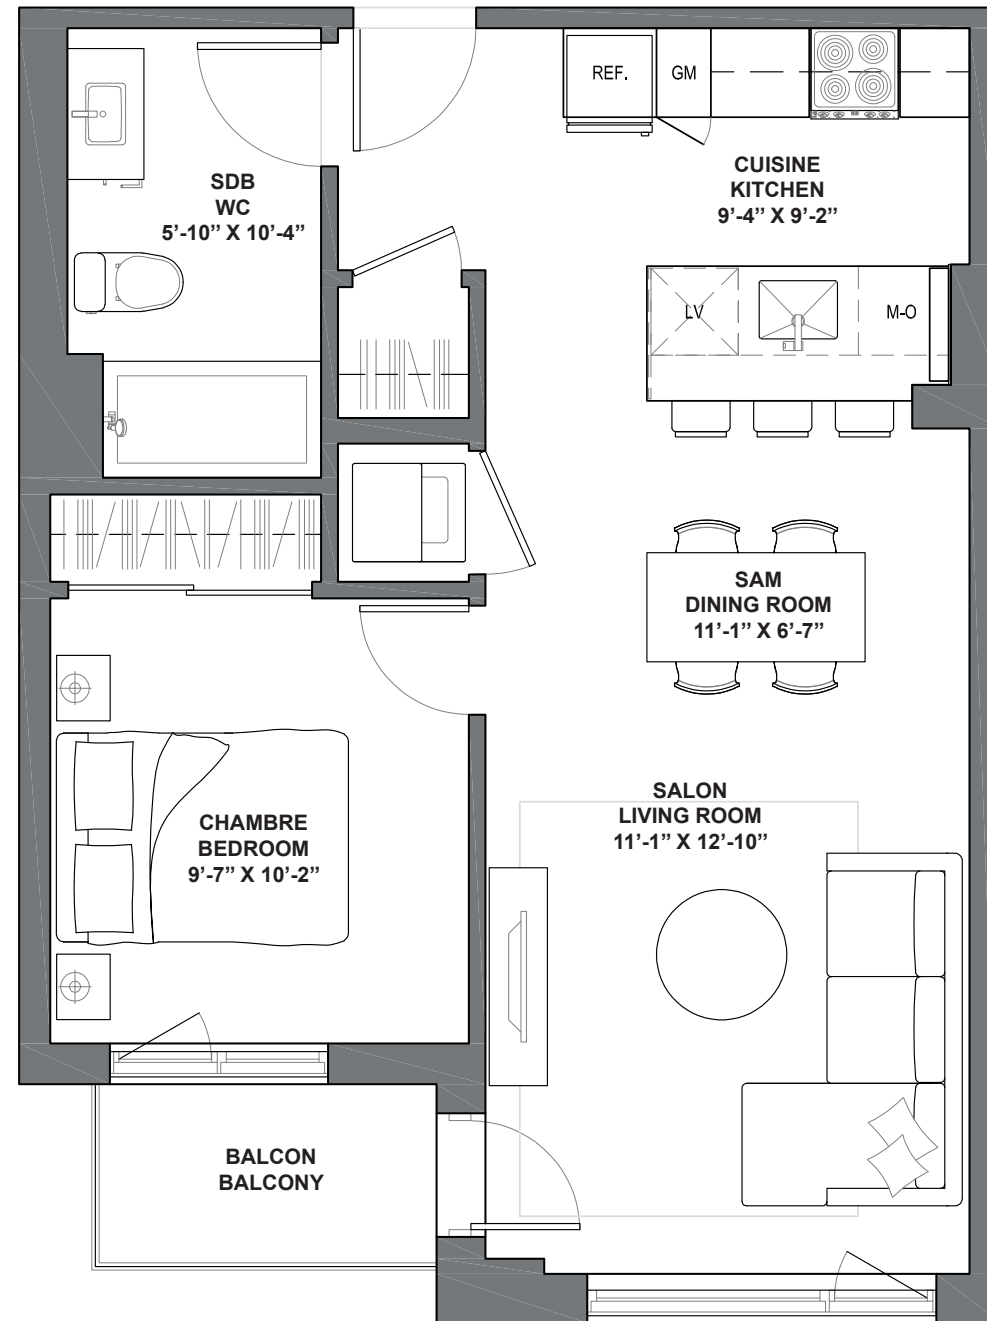 REF.
GM
CUISINE
KITCHEN
9’-4” X 9’-2”
SDB
WC
5’-10” X 10’-4”
LV
M-O
SAM
DINING ROOM
11’-1” X 6’-7”
SALON
LIVING ROOM
11’-1” X 12’-10”
CHAMBRE
BEDROOM
9’-7” X 10’-2”
BALCON
BALCONY